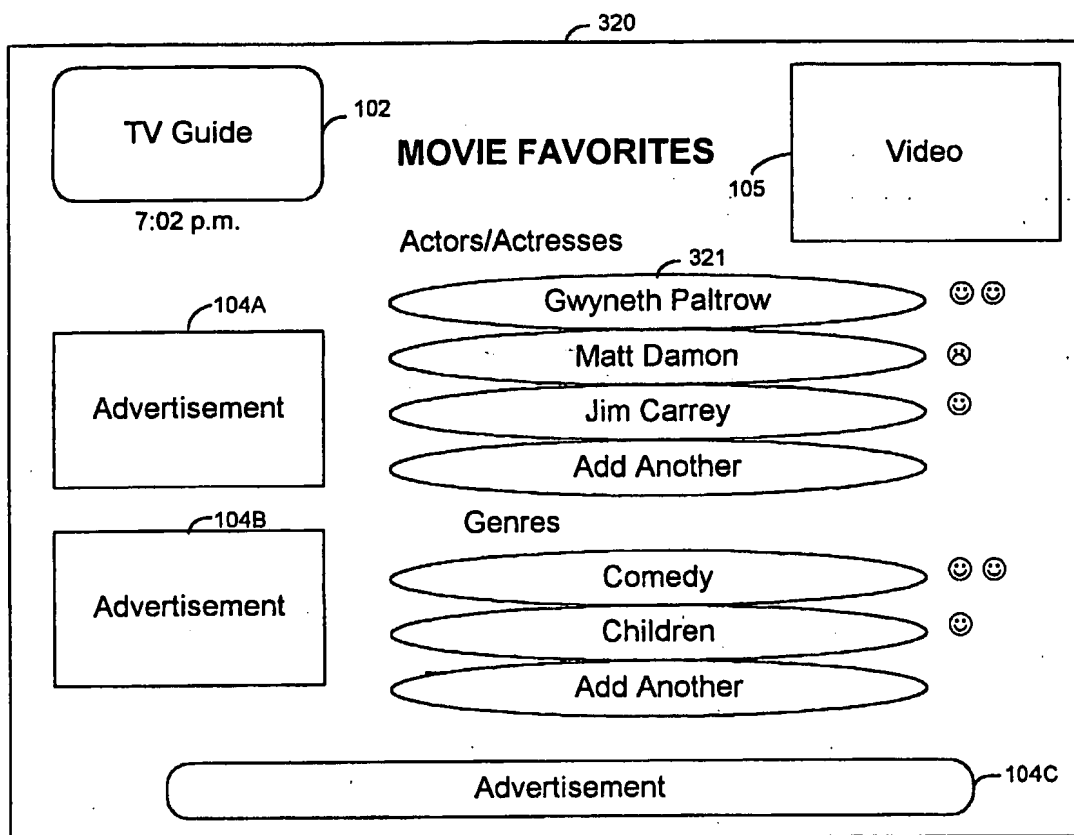 320
TV Guide
102
MOVIE FAVORITES
Video
105
7:02 p.m.
Actors/Actresses
321
Gwyneth Paltrow
104A
Matt Damon
Advertisement
Jim Carrey
Add Another
104B
Genres
Comedy
Advertisement
Children
Add Another
Advertisement
104C